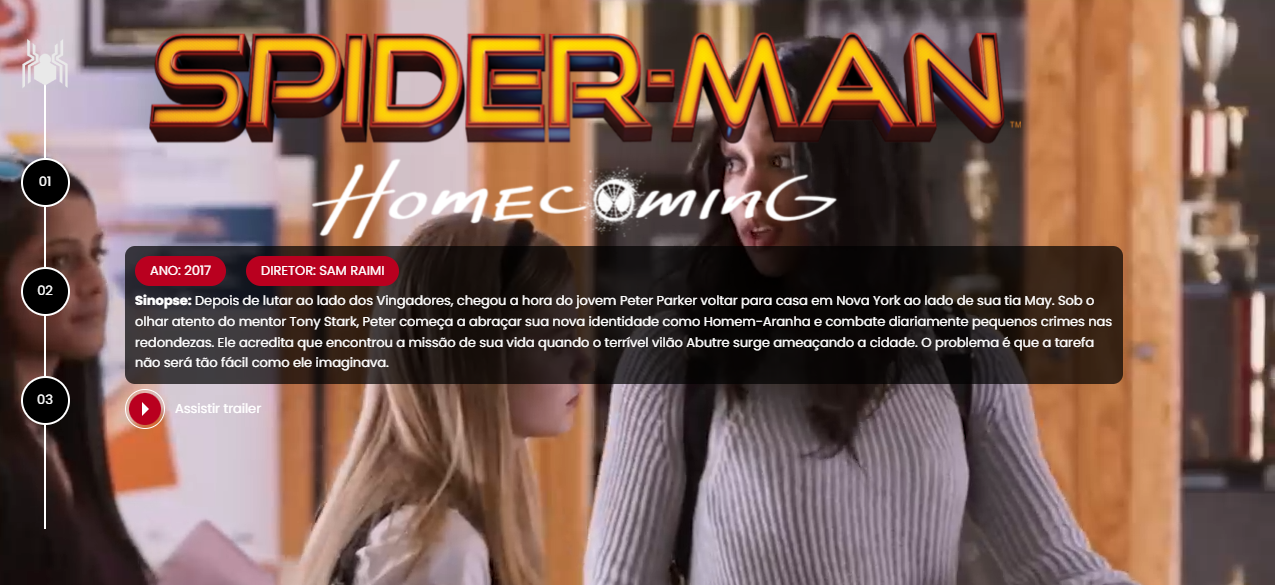 SPIDER-MAN
TM
HOMECOMING
01
ANO: 2017 DIRETOR: SAM RAIMI
02
Sinopse: Depois de lutar ao lado dos Vingadores, chegou a hora do jovem Peter Parker voltar para casa em Nova York ao lado de sua tia May. Sob o
olhar atento do mentor Tony Stark, Peter começa a abraçar sua nova identidade como Homem-Aranha e combate diariamente pequenos crimes nas
redondezas. Ele acredita que encontrou a missão de sua vida quando o terrível vilão Abutre surge ameaçando a cidade. O problema é que a tarefa
não será tão fácil como ele imaginava.
03
Assistir trailer